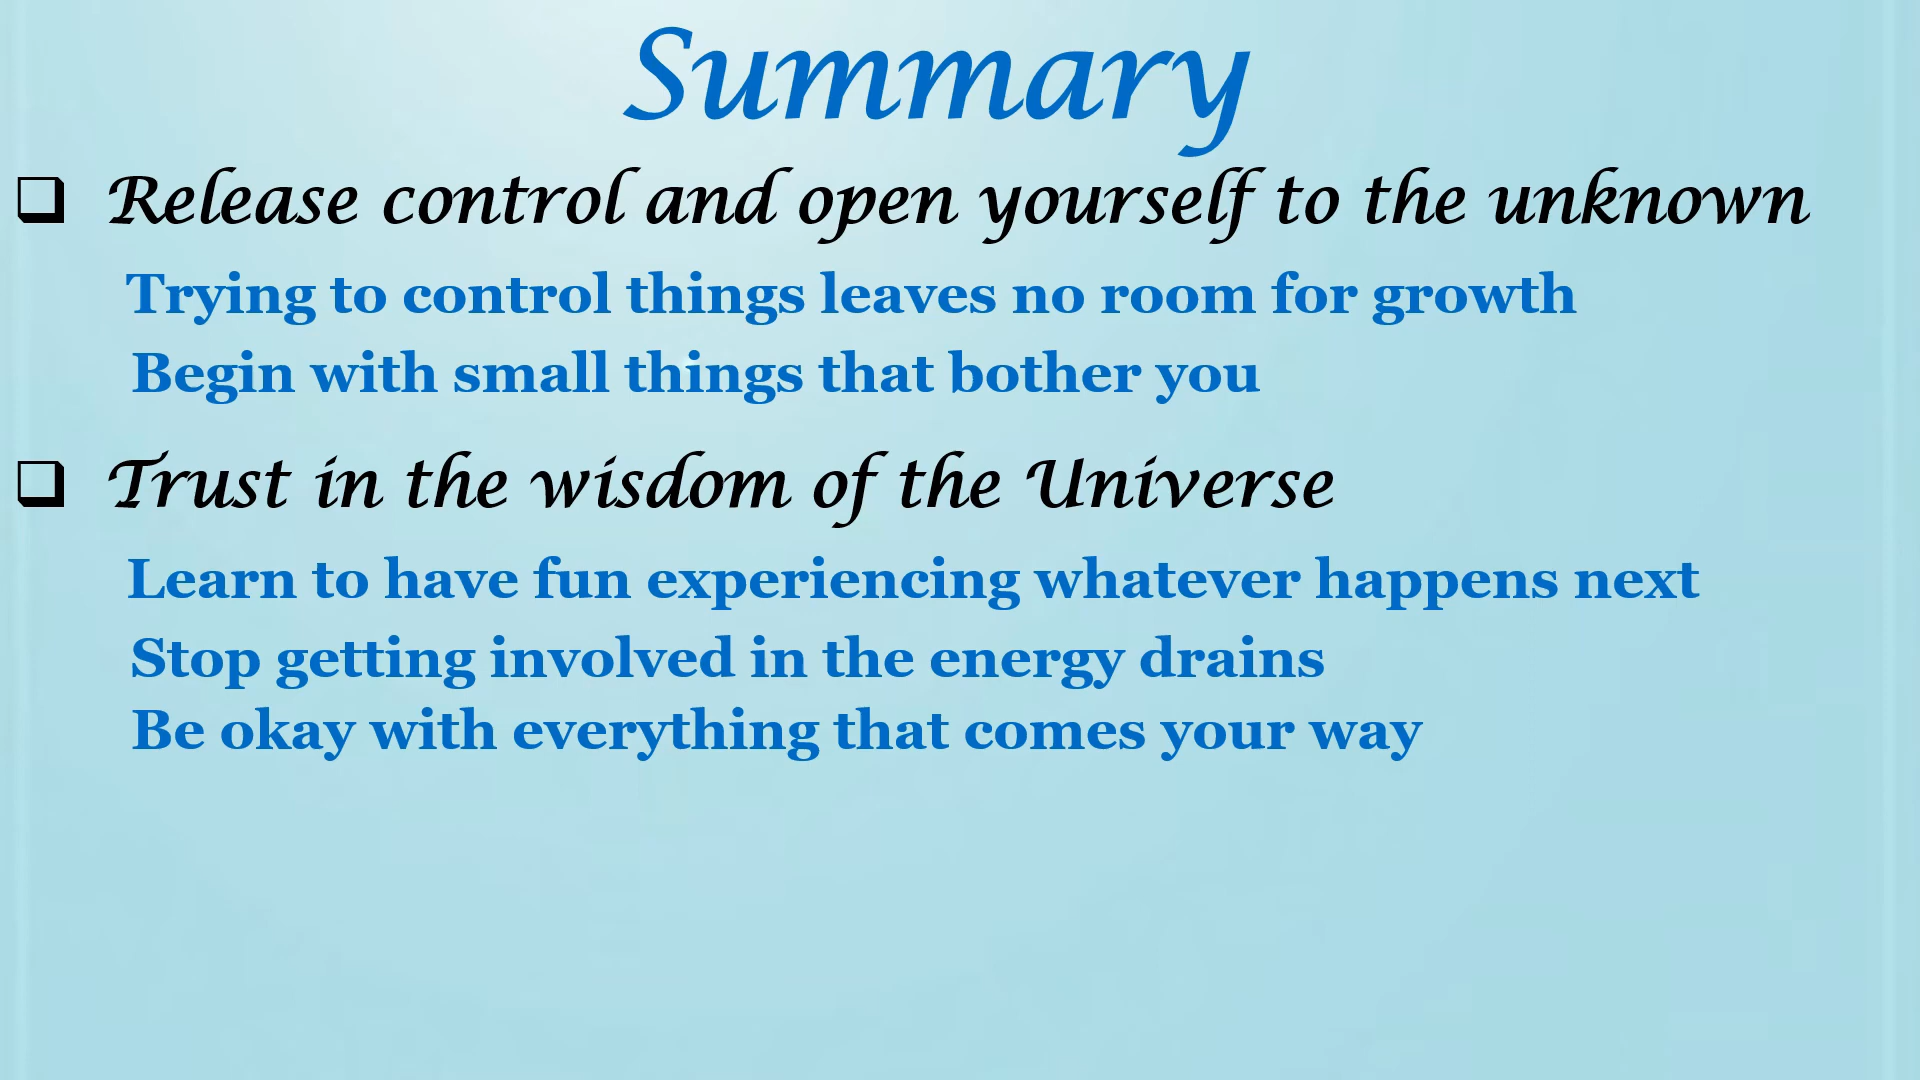 Summary
❑ Release control and open yourself to the unknown
Trying to control things leaves no room for growth
Begin with small things that bother you
❑ Trust in the wisdom of the Universe
Learn to have fun experiencing whatever happens next
Stop getting involved in the energy drains
Be okay with everything that comes your way